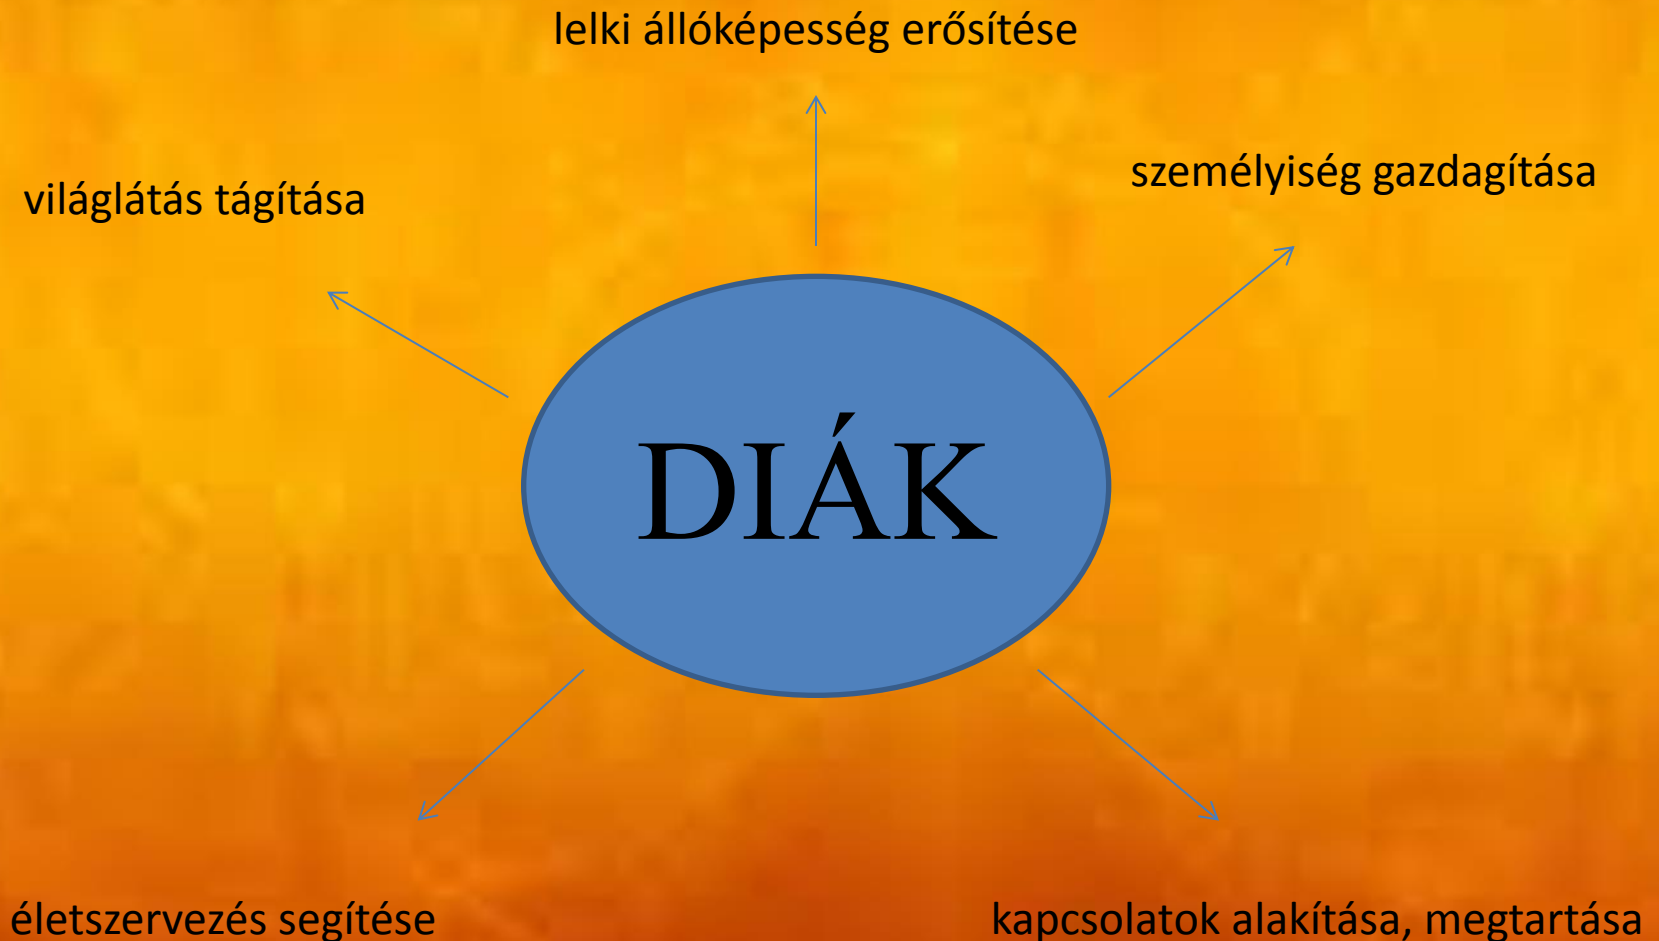 lelki állóképesség erősítése
személyiség gazdagítása
világlátás tágítása
DIÁK
életszervezés segítése
kapcsolatok alakítása, megtartása